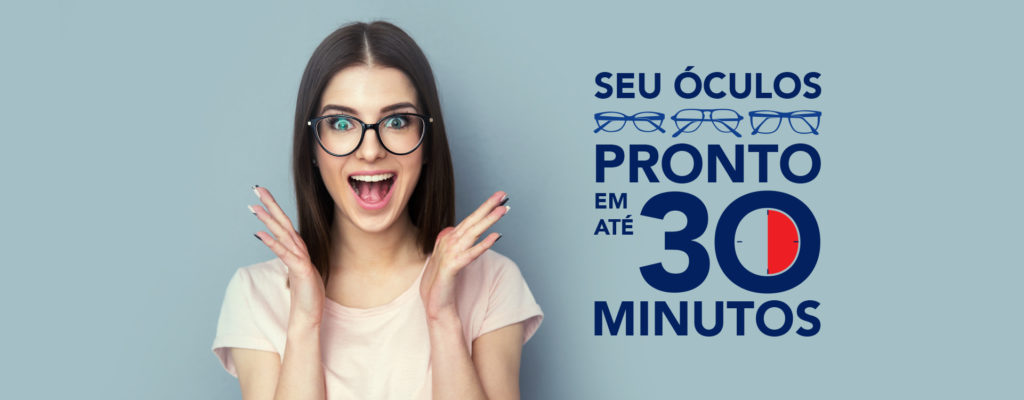 SEU ÓCULOS
PRONTO
EM
ATÉ
30
MINUTOS